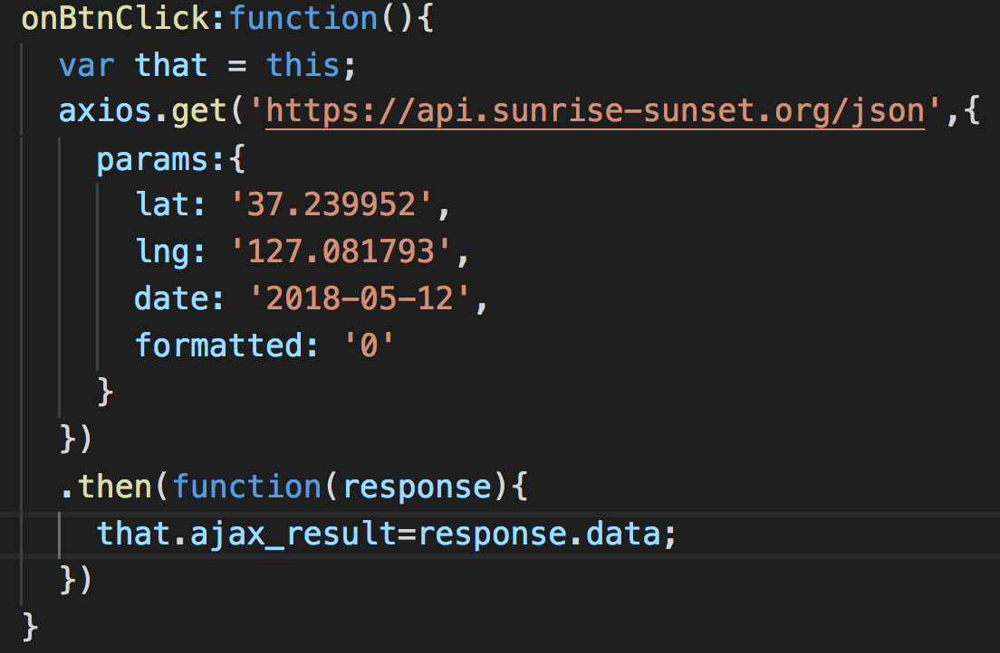 onBtnClick:function(){
var that = this;
axios.get('https://api.sunrise-sunset.org/json',{
params:{
lat: '37.239952',
lng: '127.081793',
date: '2018-05-12',
formatted: '0'
}
})
.then(function(response){
that.ajax_result=response.data;
})
}